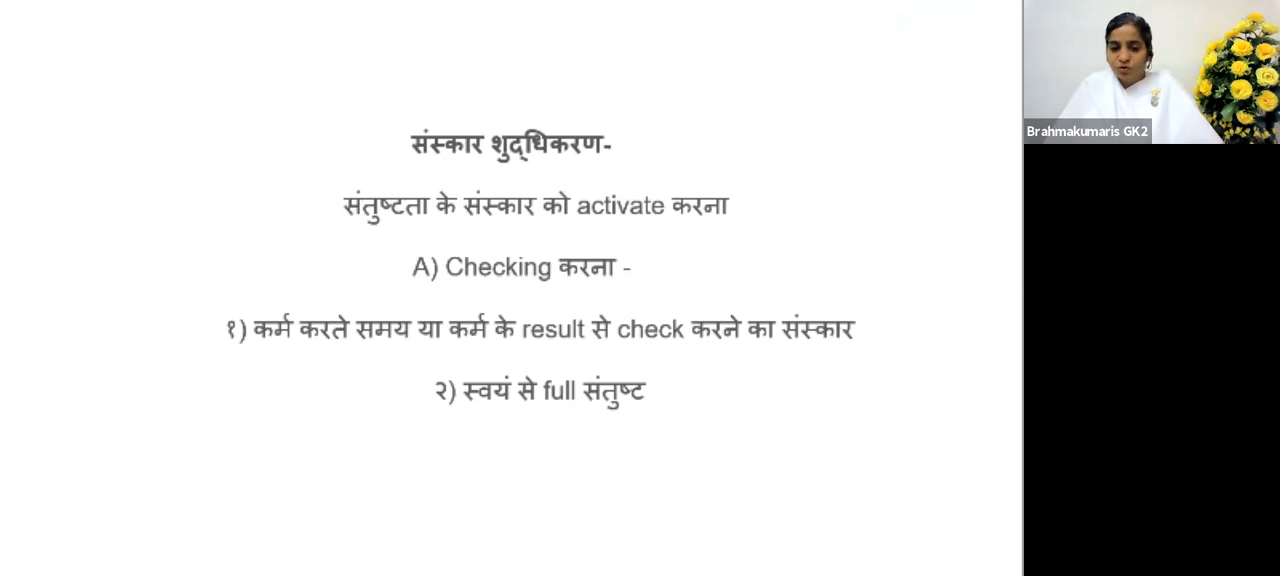 संस्कार शुद्धिकरण-
संतुष्टता के संस्कार को activate करना
A) Checking करना -
१) कर्म करते समय या कर्म के result से check करने का संस्कार
२) स्वयं से full संतुष्ट
Brahmakumaris GK2